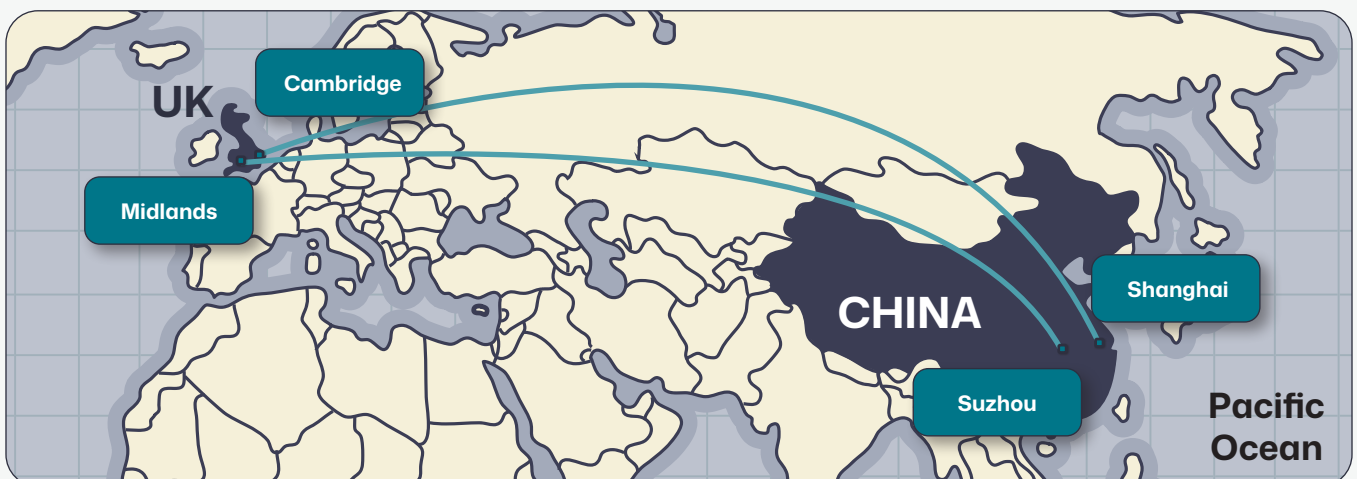 Cambridge
UK
Midlands
Shanghai
CHINA
Suzhou
Pacific
Ocean